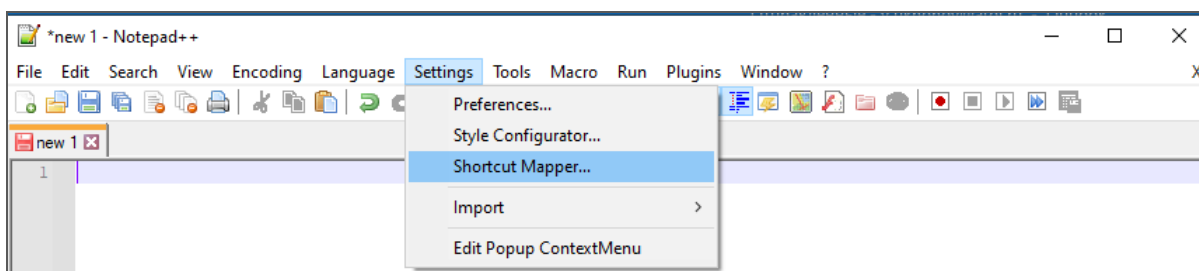 *new 1 - Notepad++
File Edit Search View Encoding Language Settings Tools Macro Run Plugins Window ? X
new 1
Preferences...
Style Configurator...
1
Shortcut Mapper...
Import
Edit Popup ContextMenu